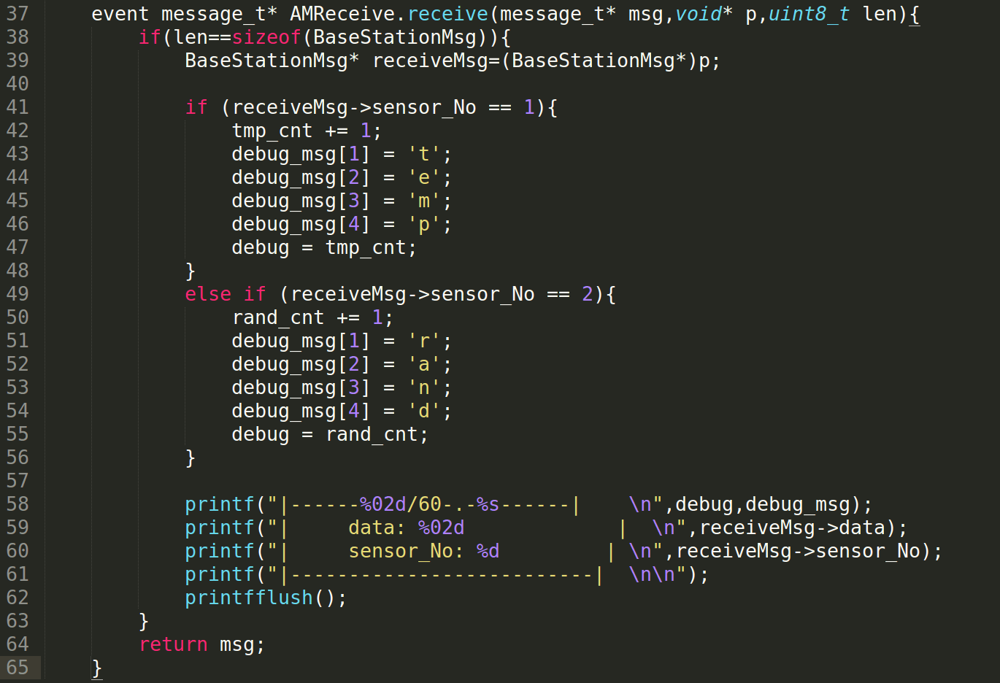 37 event message_t* AMReceive.receive(message_t* msg,void* p,uint8_t len){
38 if(len==sizeof(BaseStationMsg)){
39 BaseStationMsg* receiveMsg=(BaseStationMsg*)p;
40
41 if (receiveMsg->sensor_No == 1){
42 tmp_cnt += 1;
43 debug_msg[1] = 't';
44 debug_msg[2] = 'e';
45 debug_msg[3] = 'm';
46 debug_msg[4] = 'p';
47 debug = tmp_cnt;
48 }
49 else if (receiveMsg->sensor_No == 2){
50 rand_cnt += 1;
51 debug_msg[1] = 'r';
52 debug_msg[2] = 'a';
53 debug_msg[3] = 'n';
54 debug_msg[4] = 'd';
55 debug = rand_cnt;
56 }
57
58 printf("|------%02d/60-.-%s------|    \n",debug,debug_msg);
59 printf("|     data: %02d             |  \n",receiveMsg->data);
60 printf("|     sensor_No: %d         | \n",receiveMsg->sensor_No);
61 printf("|--------------------------|  \n\n");
62 printfflush();
63 }
64 return msg;
65 }